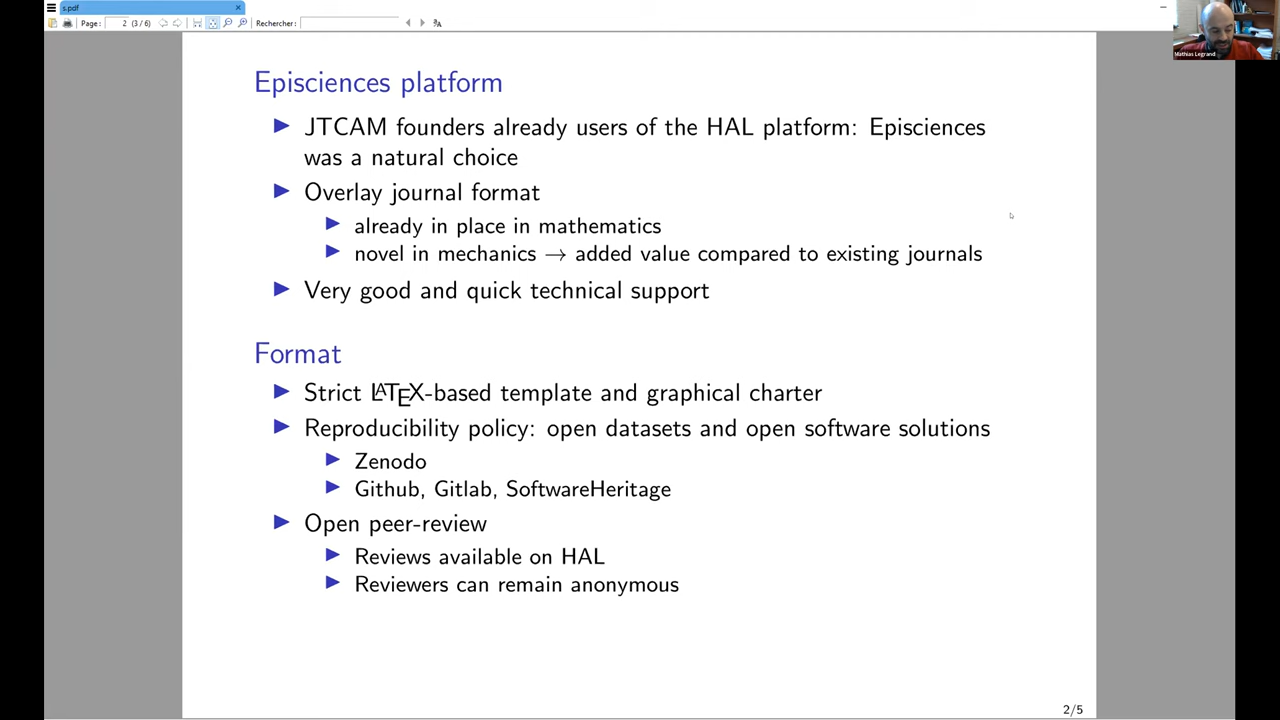 s.pdf
Page : 2 (3 / 6) Rechercher :
Mathias Legrand
Episciences platform
JTCAM founders already users of the HAL platform: Episciences
was a natural choice
Overlay journal format
already in place in mathematics
novel in mechanics → added value compared to existing journals
Very good and quick technical support
Format
Strict LATEX-based template and graphical charter
Reproducibility policy: open datasets and open software solutions
Zenodo
Github, Gitlab, SoftwareHeritage
Open peer-review
Reviews available on HAL
Reviewers can remain anonymous
2/5